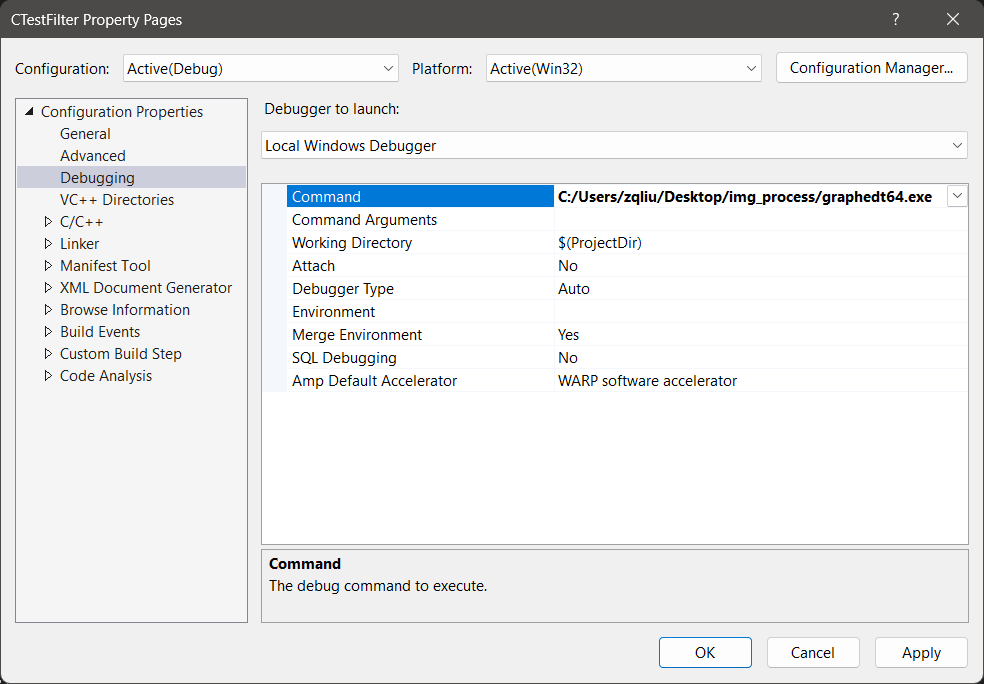 CTestFilter Property Pages
?
Configuration: Active(Debug) Platform: Active(Win32) Configuration Manager...
Configuration Properties
General
Advanced
Debugging
VC++ Directories
C/C++
Linker
Manifest Tool
XML Document Generator
Browse Information
Build Events
Custom Build Step
Code Analysis
Debugger to launch:
Local Windows Debugger
Command C:/Users/zqliu/Desktop/img_process/graphedt64.exe
Command Arguments
Working Directory $(ProjectDir)
Attach No
Debugger Type Auto
Environment
Merge Environment Yes
SQL Debugging No
Amp Default Accelerator WARP software accelerator
Command
The debug command to execute.
OK Cancel Apply